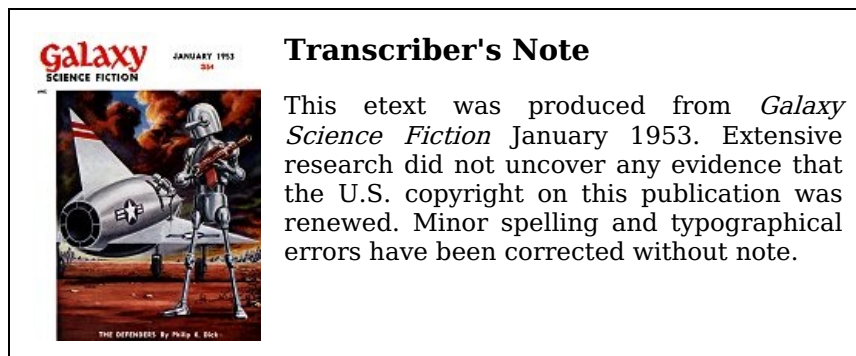 Galaxy
SCIENCE FICTION
JANUARY 1953
35¢
Transcriber's Note
This etext was produced from Galaxy
Science Fiction January 1953. Extensive
research did not uncover any evidence that
the U.S. copyright on this publication was
renewed. Minor spelling and typographical
errors have been corrected without note.
THE DEFENDERS By Philip K. Dick